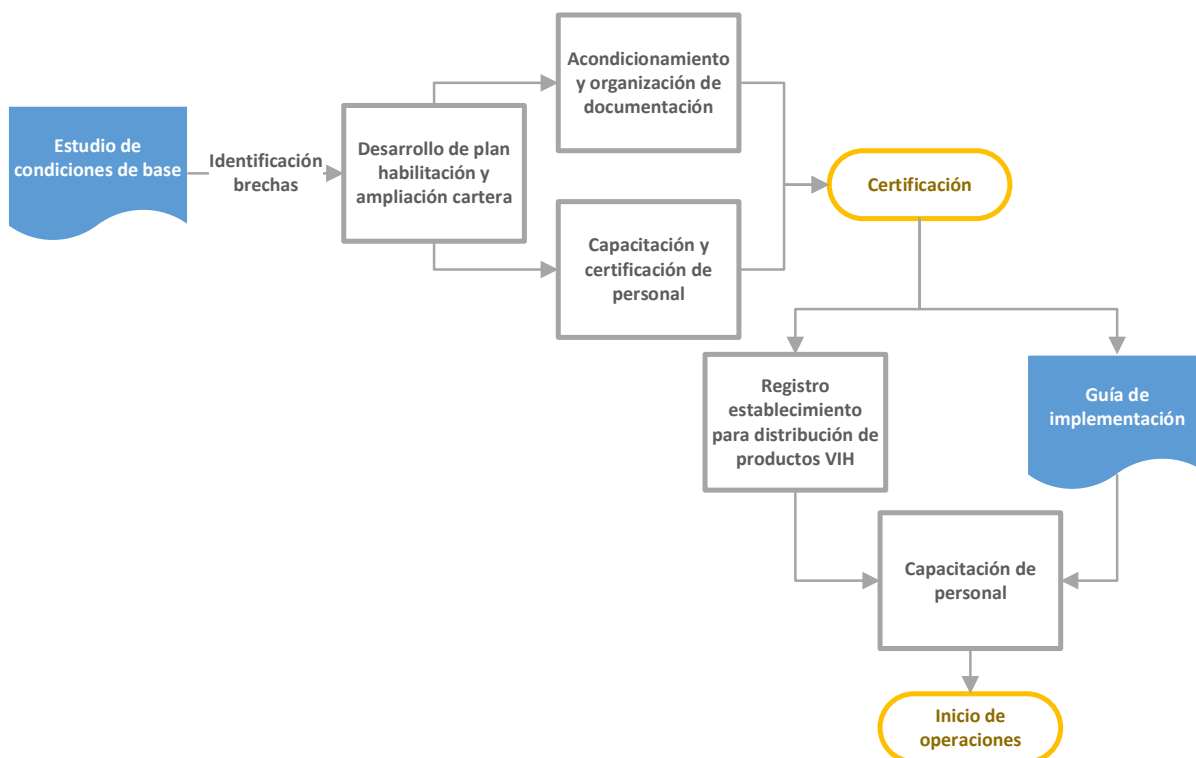 Estudio de
condiciones de base
Identificación
brechas
Desarrollo de plan
habilitación y
ampliación cartera
Acondicionamiento
y organización de
documentación
Capacitación y
certificación de
personal
Certificación
Registro
establecimiento
para distribución de
productos VIH
Guía de
implementación
Capacitación de
personal
Inicio de
operaciones